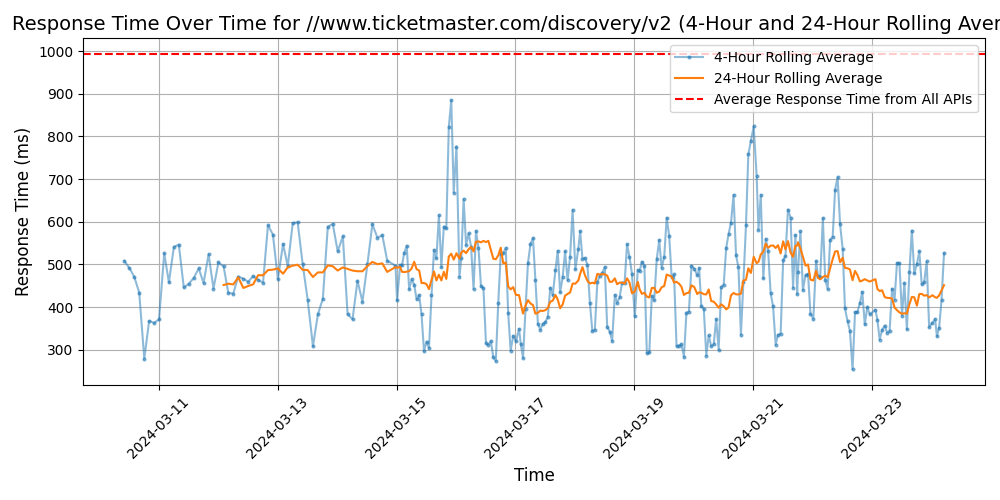 Response Time Over Time for //www.ticketmaster.com/discovery/v2 (4-Hour and 24-Hour Rolling Aver
4-Hour Rolling Average
24-Hour Rolling Average
Average Response Time from All APIs
Response Time (ms)
1000
900
800
700
600
500
400
300
2024-03-11
2024-03-13
2024-03-15
2024-03-17
2024-03-19
2024-03-21
2024-03-23
Time